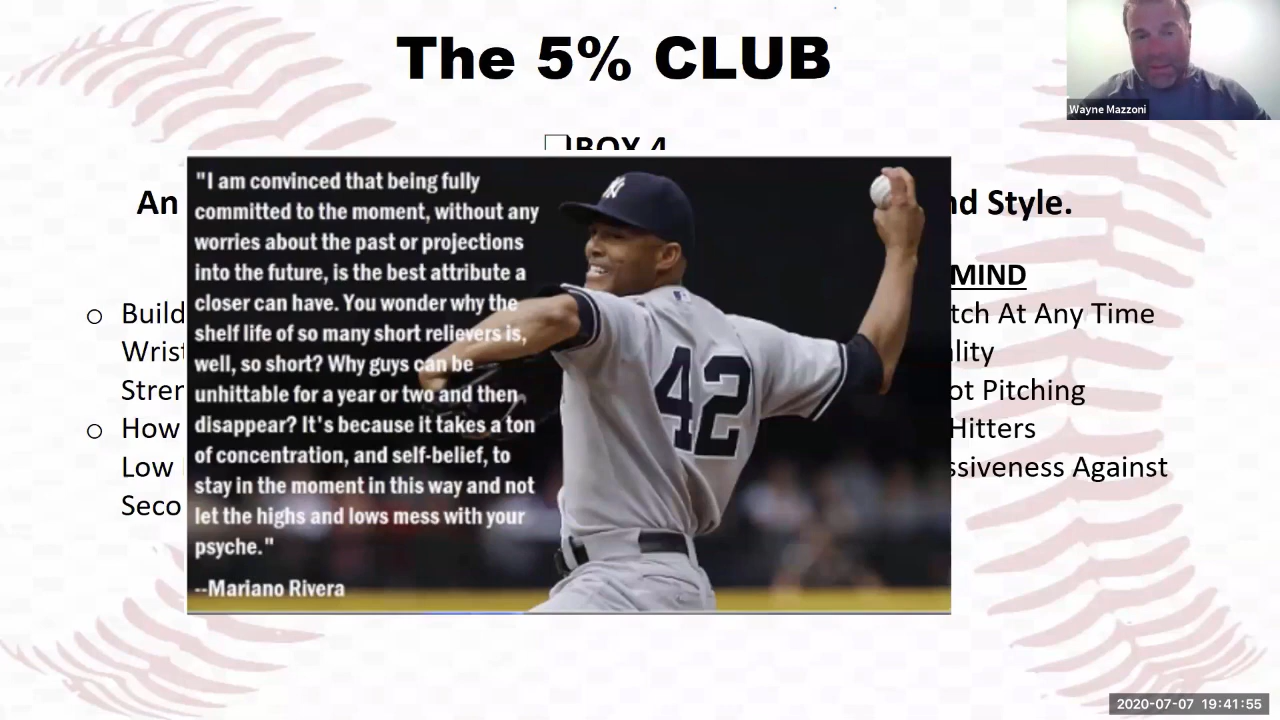 The 5% CLUB
Wayne Mazzoni
BOX 4
An
nd Style.
"I am convinced that being fully
committed to the moment, without any
worries about the past or projections
into the future, is the best attribute a
closer can have. You wonder why the
shelf life of so many short relievers is,
well, so short? Why guys can be
unhittable for a year or two and then
disappear? It's because it takes a ton
of concentration, and self-belief, to
stay in the moment in this way and not
let the highs and lows mess with your
psyche."
--Mariano Rivera
NY
42
MIND
Build
tch At Any Time
Wrist
lity
Stren
ot Pitching
How
Hitters
Low
ssiveness Against
Seco
2020-07-07 19:41:55